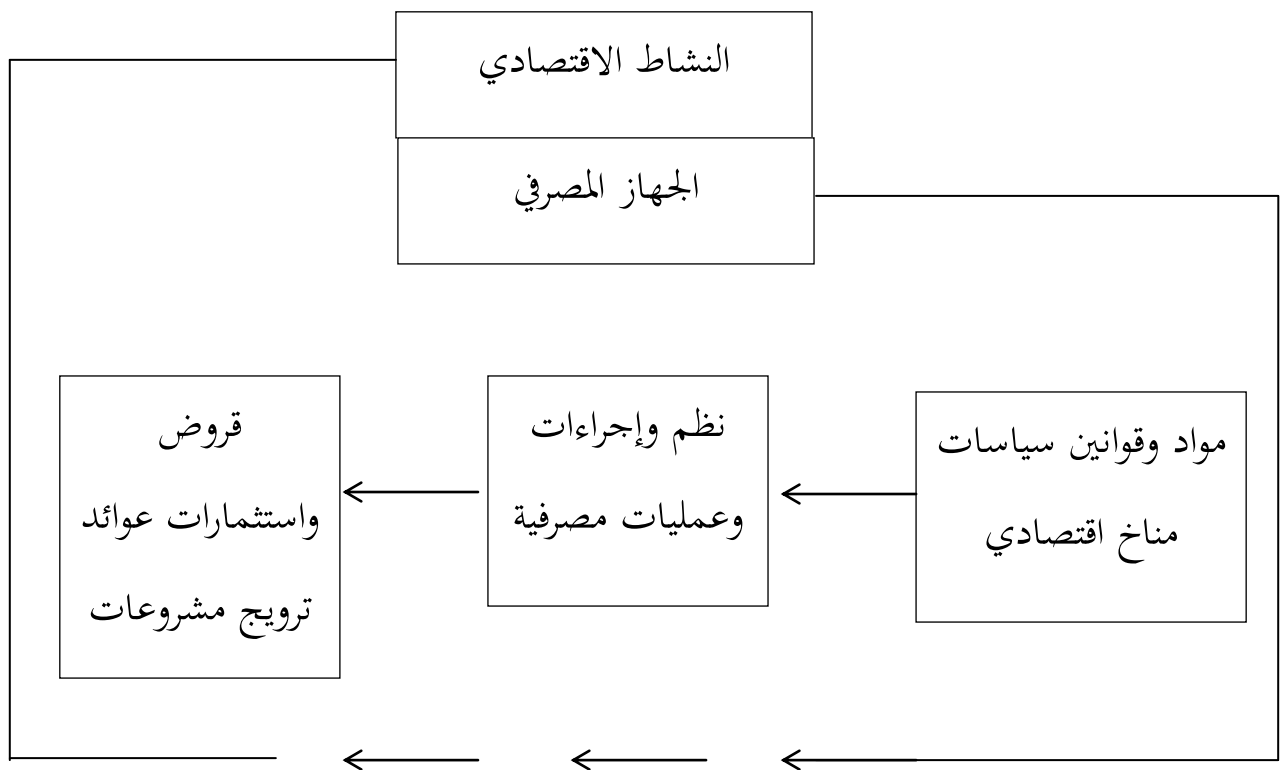 النشاط الاقتصادي
الجهاز المصرفي
مواد وقوانين سياسات
مناخ اقتصادي
نظم وإجراءات
وعمليات مصرفية
قروض
واستثمارات عوائد
ترويج مشروعات